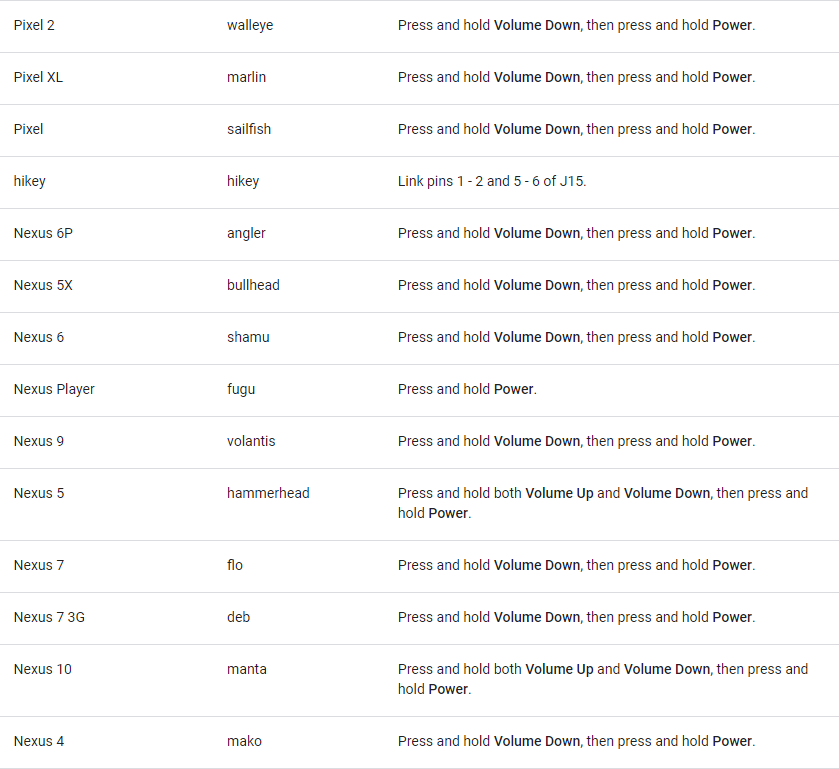 Pixel 2 walleye Press and hold Volume Down, then press and hold Power.
Pixel XL marlin Press and hold Volume Down, then press and hold Power.
Pixel sailfish Press and hold Volume Down, then press and hold Power.
hikey hikey Link pins 1 - 2 and 5 - 6 of J15.
Nexus 6P angler Press and hold Volume Down, then press and hold Power.
Nexus 5X bullhead Press and hold Volume Down, then press and hold Power.
Nexus 6 shamu Press and hold Volume Down, then press and hold Power.
Nexus Player fugu Press and hold Power.
Nexus 9 volantis Press and hold Volume Down, then press and hold Power.
Nexus 5 hammerhead Press and hold both Volume Up and Volume Down, then press and
hold Power.
Nexus 7 flo Press and hold Volume Down, then press and hold Power.
Nexus 7 3G deb Press and hold Volume Down, then press and hold Power.
Nexus 10 manta Press and hold both Volume Up and Volume Down, then press and
hold Power.
Nexus 4 mako Press and hold Volume Down, then press and hold Power.